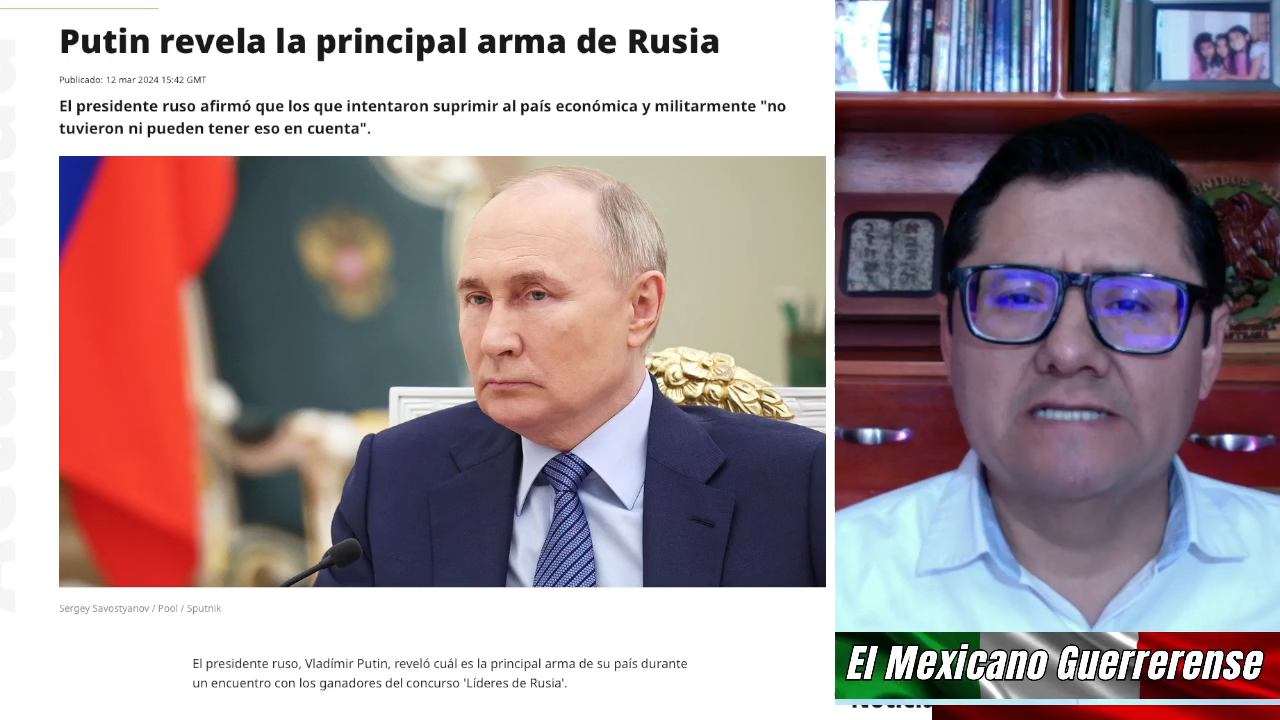 Putin revela la principal arma de Rusia
Publicado: 12 mar 2024 15:42 GMT
El presidente ruso afirmó que los que intentaron suprimir al país económica y militarmente "no
tuvieron ni pueden tener eso en cuenta".
Sergey Savostyanov / Pool / Sputnik
El presidente ruso, Vladímir Putin, reveló cuál es la principal arma de su país durante
un encuentro con los ganadores del concurso 'Líderes de Rusia'.
Actualidad
El Mexicano Guerrerense